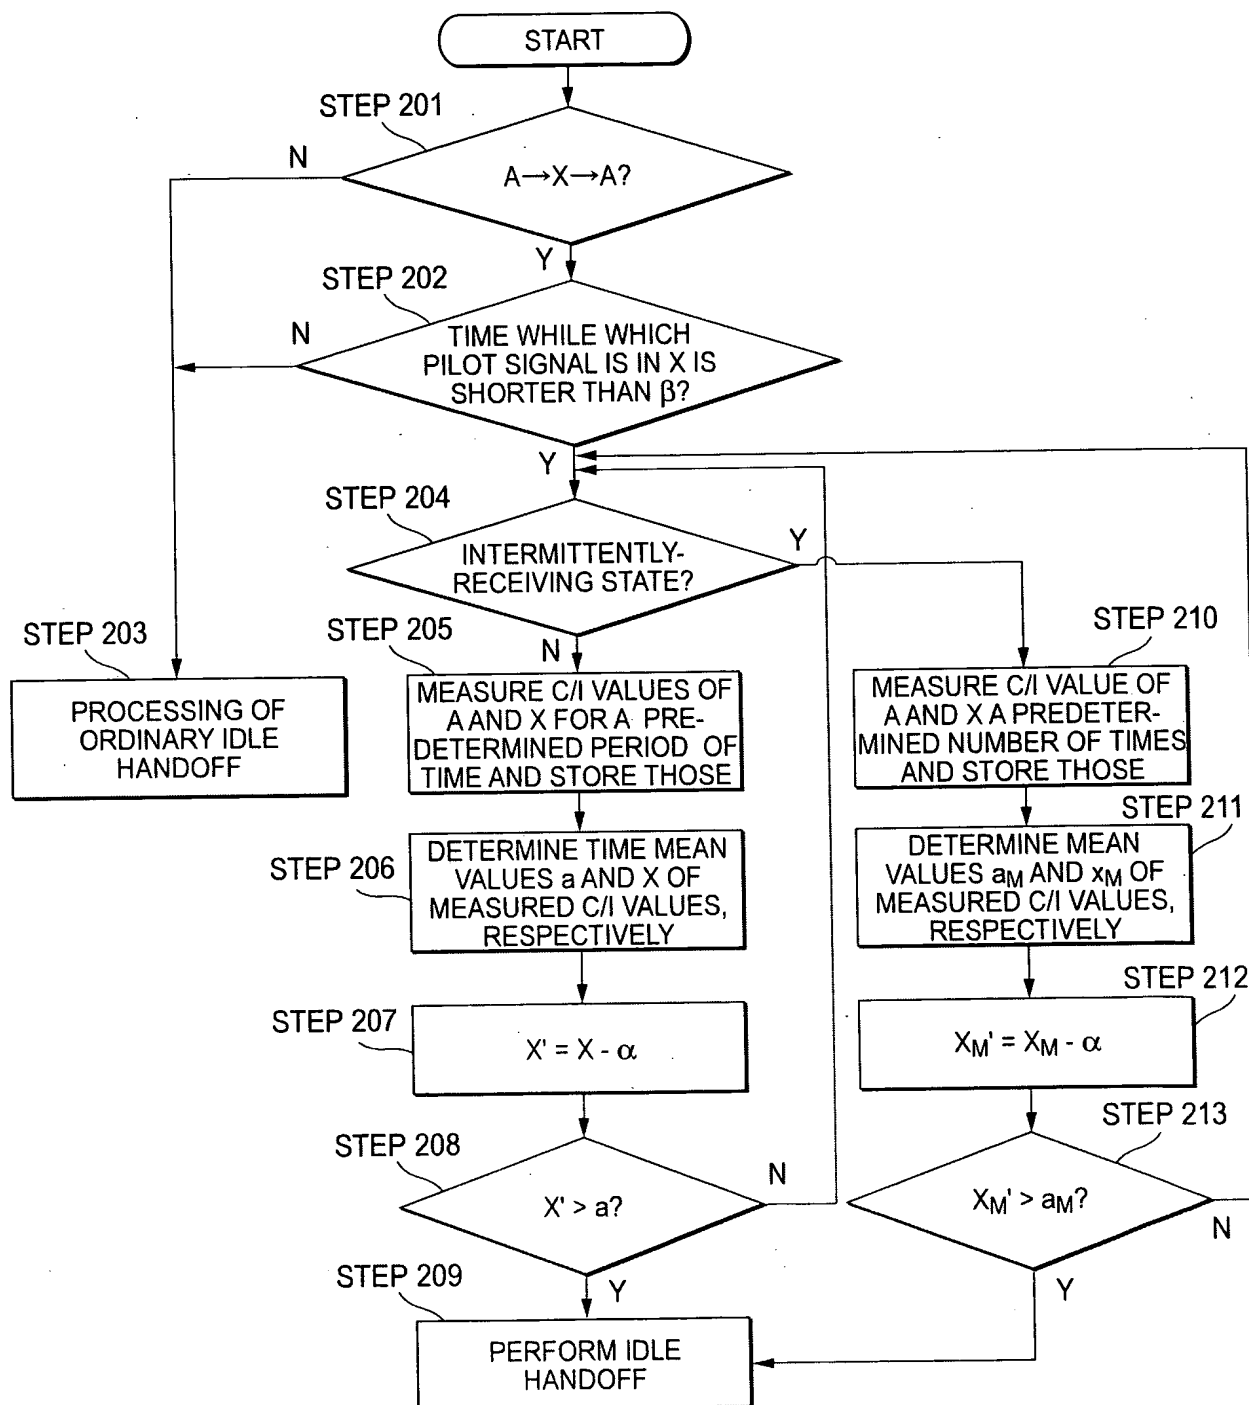 START
STEP 201
N
A→X→A?
Y
STEP 202
N
TIME WHILE WHICH
PILOT SIGNAL IS IN X IS
SHORTER THAN β?
Y
STEP 204
Y
INTERMITTENTLY-
RECEIVING STATE?
N
STEP 203
PROCESSING OF
ORDINARY IDLE
HANDOFF
STEP 205
MEASURE C/I VALUES OF
A AND X FOR A PRE-
DETERMINED PERIOD OF
TIME AND STORE THOSE
STEP 210
MEASURE C/I VALUE OF
A AND X A PREDETER-
MINED NUMBER OF TIMES
AND STORE THOSE
STEP 206
DETERMINE TIME MEAN
VALUES a AND X OF
MEASURED C/I VALUES,
RESPECTIVELY
STEP 211
DETERMINE MEAN
VALUES aM AND xM OF
MEASURED C/I VALUES,
RESPECTIVELY
STEP 207
X' = X - α
STEP 212
XM' = XM - α
STEP 208
X' > a?
N
Y
STEP 213
XM' > aM?
N
Y
STEP 209
PERFORM IDLE
HANDOFF